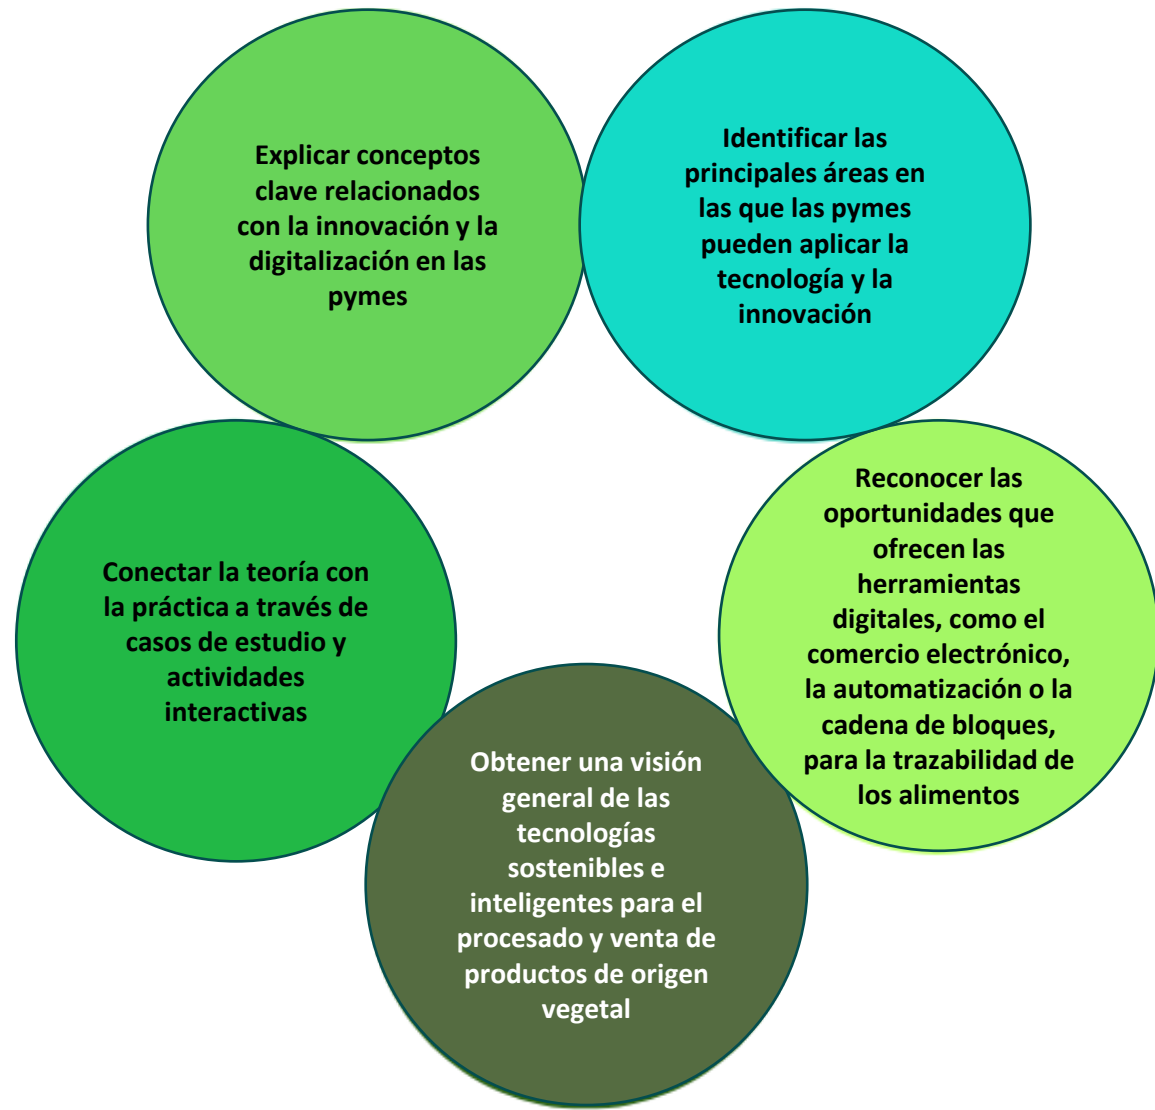 Explicar conceptos
clave relacionados
con la innovación y la
digitalización en las
pymes
Identificar las
principales áreas en
las que las pymes
pueden aplicar la
tecnología y la
innovación
Reconocer las
oportunidades que
ofrecen las
herramientas
digitales, como el
comercio electrónico,
la automatización o la
cadena de bloques,
para la trazabilidad de
los alimentos
Obtener una visión
general de las
tecnologías
sostenibles e
inteligentes para el
procesado y venta de
productos de origen
vegetal
Conectar la teoría con
la práctica a través de
casos de estudio y
actividades
interactivas